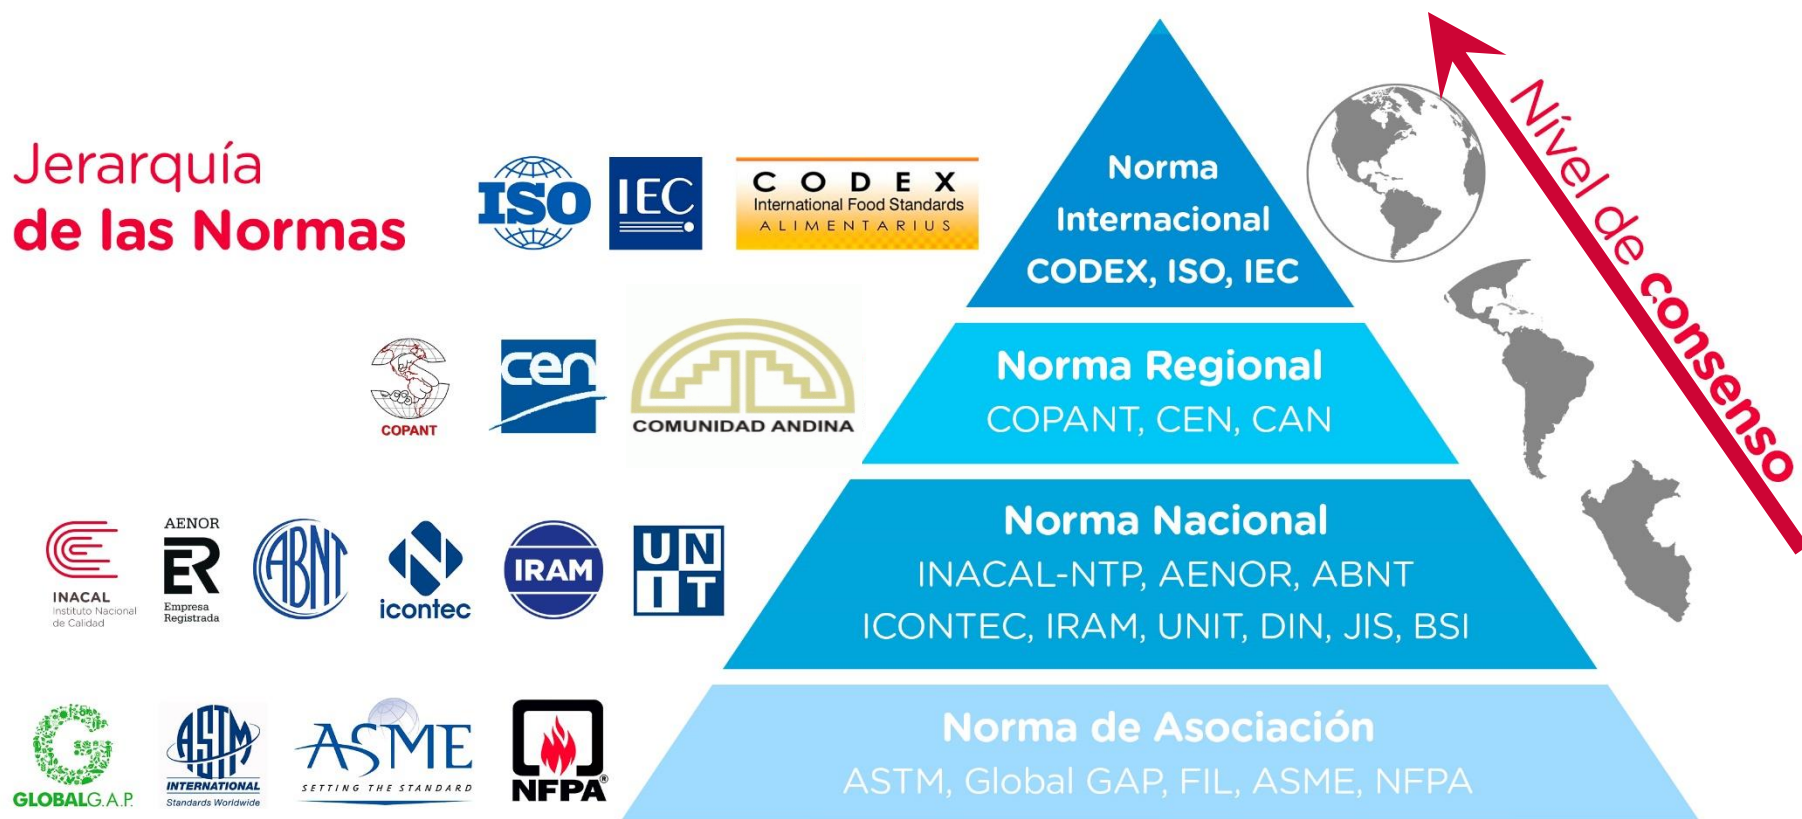 Jerarquía
de las Normas
ISO
IEC
CODEX
International Food Standards
ALIMENTARIUS
Norma
Internacional
CODEX, ISO, IEC
Nível de consenso
COPANT
cen
COMUNIDAD ANDINA
Norma Regional
COPANT, CEN, CAN
INACAL
Instituto Nacional
de Calidad
AENOR
ER
Empresa
Registrada
ABNT
icontec
IRAM
UN
IT
Norma Nacional
INACAL-NTP, AENOR, ABNT
ICONTEC, IRAM, UNIT, DIN, JIS, BSI
GLOBALG.A.P.
ASTM
INTERNATIONAL
Standards Worldwide
ASME
SETTING THE STANDARD
NFPA®
Norma de Asociación
ASTM, Global GAP, FIL, ASME, NFPA